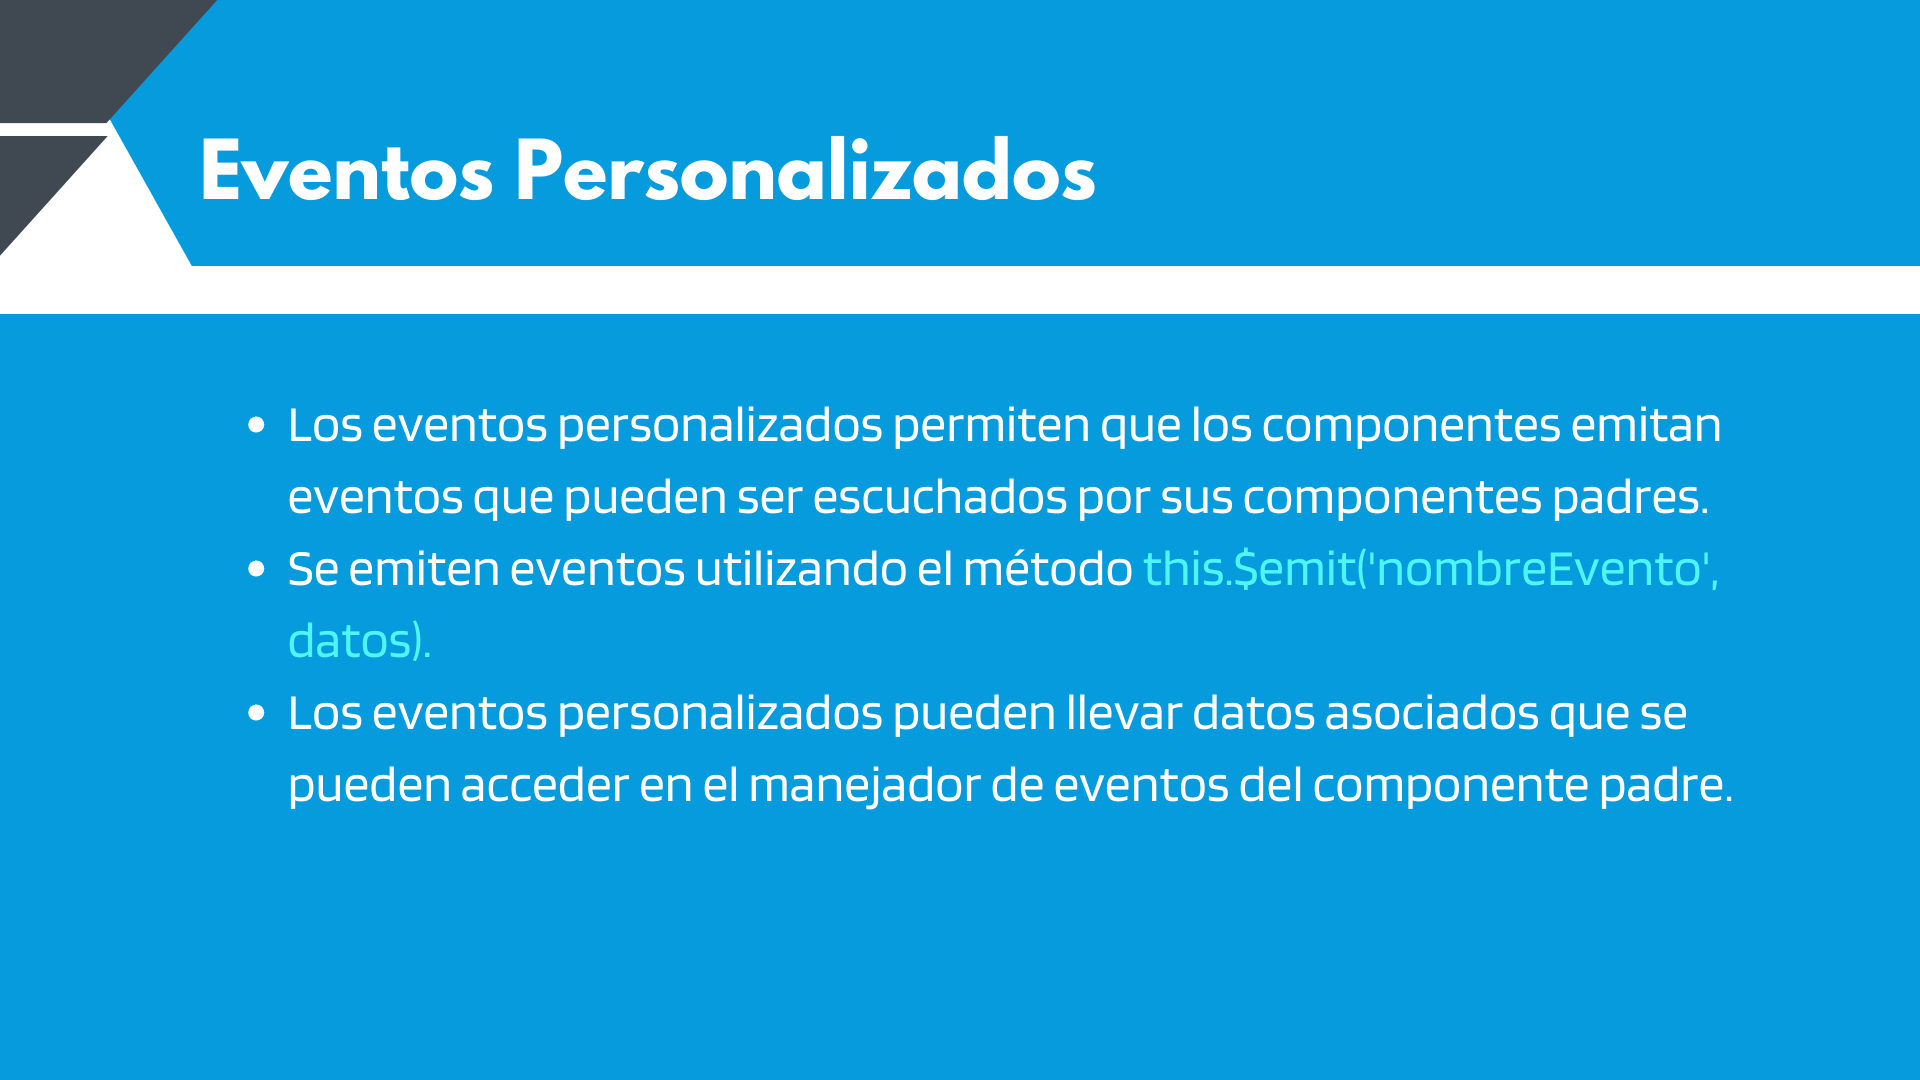 Eventos Personalizados
• Los eventos personalizados permiten que los componentes emitan
eventos que pueden ser escuchados por sus componentes padres.
• Se emiten eventos utilizando el método this.$emit('nombreEvento',
datos).
• Los eventos personalizados pueden llevar datos asociados que se
pueden acceder en el manejador de eventos del componente padre.